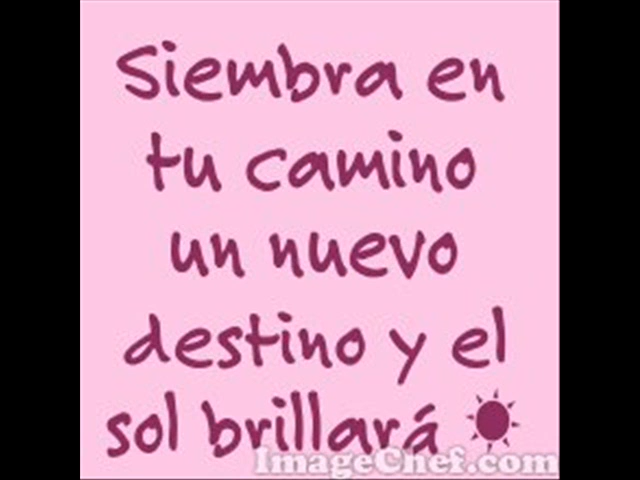 Siembra en
tu camino
un nuevo
destino y el
sol brillará
ImageChef.com